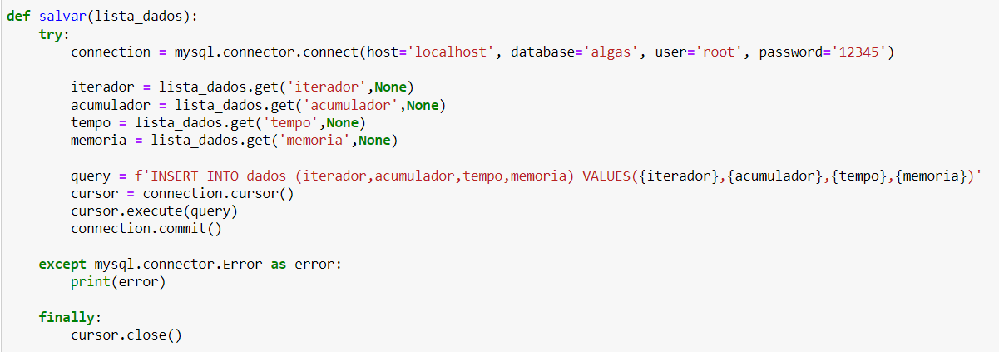 def salvar(lista_dados):
    try:
        connection = mysql.connector.connect(host='localhost', database='algas', user='root', password='12345')

        iterador = lista_dados.get('iterador',None)
        acumulador = lista_dados.get('acumulador',None)
        tempo = lista_dados.get('tempo',None)
        memoria = lista_dados.get('memoria',None)

        query = f'INSERT INTO dados (iterador,acumulador,tempo,memoria) VALUES({iterador},{acumulador},{tempo},{memoria})'
        cursor = connection.cursor()
        cursor.execute(query)
        connection.commit()

    except mysql.connector.Error as error:
        print(error)

    finally:
        cursor.close()